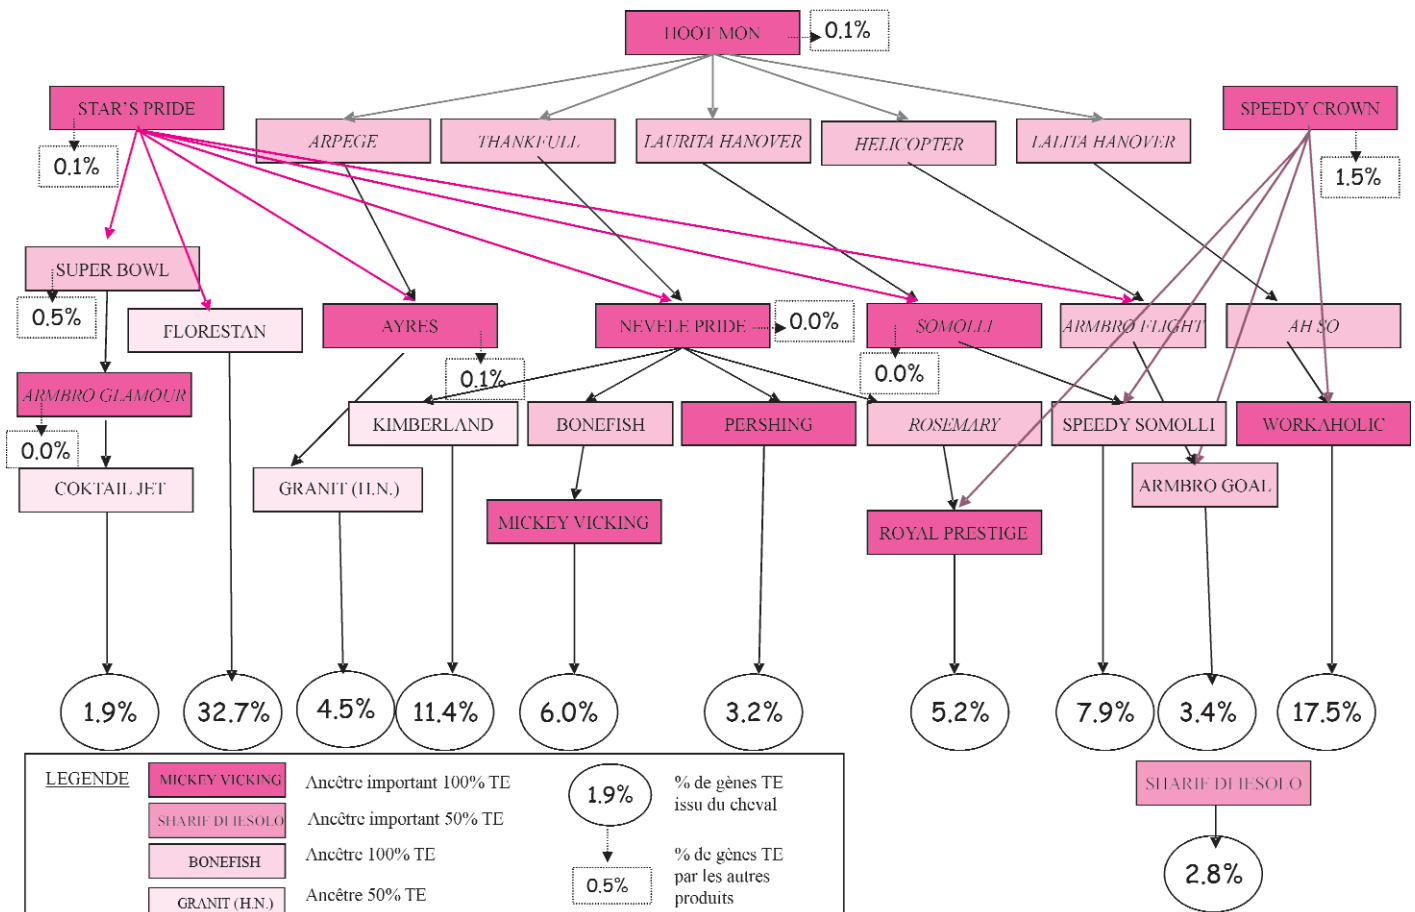 HOOT MON
0.1%
STAR'S PRIDE
SPEEDY CROWN
0.1%
ARPEGE
THANKFULL
LAURITA HANOVER
HELICOPTER
LALITA HANOVER
1.5%
SUPER BOWL
0.5%
FLORESTAN
AYRES
NEVELE PRIDE
0.0%
SOMOLLI
ARMBRO FLIGHT
AH SO
0.1%
0.0%
ARMBRO GLAMOUR
0.0%
KIMBERLAND
BONEFISH
PERSHING
ROSEMARY
SPEEDY SOMOLLI
WORKAHOLIC
COKTAIL JET
GRANIT (H.N.)
ARMBRO GOAL
MICKEY VICKING
ROYAL PRESTIGE
1.9%
32.7%
4.5%
11.4%
6.0%
3.2%
5.2%
7.9%
3.4%
17.5%
SHARIF DI IESOLO
2.8%
LEGENDE
MICKEY VICKING
Ancêtre important 100% TE
SHARIF DI IESOLO
Ancêtre important 50% TE
BONEFISH
Ancêtre 100% TE
GRANIT (H.N.)
Ancêtre 50% TE
1.9%
% de gènes TE
issu du cheval
0.5%
% de gènes TE
par les autres
produits